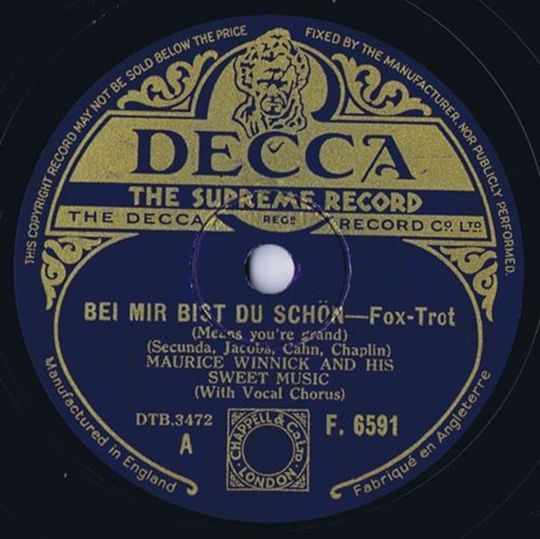 THIS COPYRIGHT RECORD MAY NOT BE SOLD BELOW THE PRICE
FIXED BY THE MANUFACTURER, NOR PUBLICLY PERFORMED.
DECCA
THE SUPREME RECORD
THE DECCA REGD RECORD CO. LTD
BEI MIR BIST DU SCHÖN—Fox-Trot
(Means you're grand)
(Secunda, Jacobs, Cahn, Chaplin)
MAURICE WINNICK AND HIS
SWEET MUSIC
(With Vocal Chorus)
DTB.3472
A
F. 6591
CHAPPELL & Co LTD
LONDON
Manufactured in England
Fabriqué en Angleterre